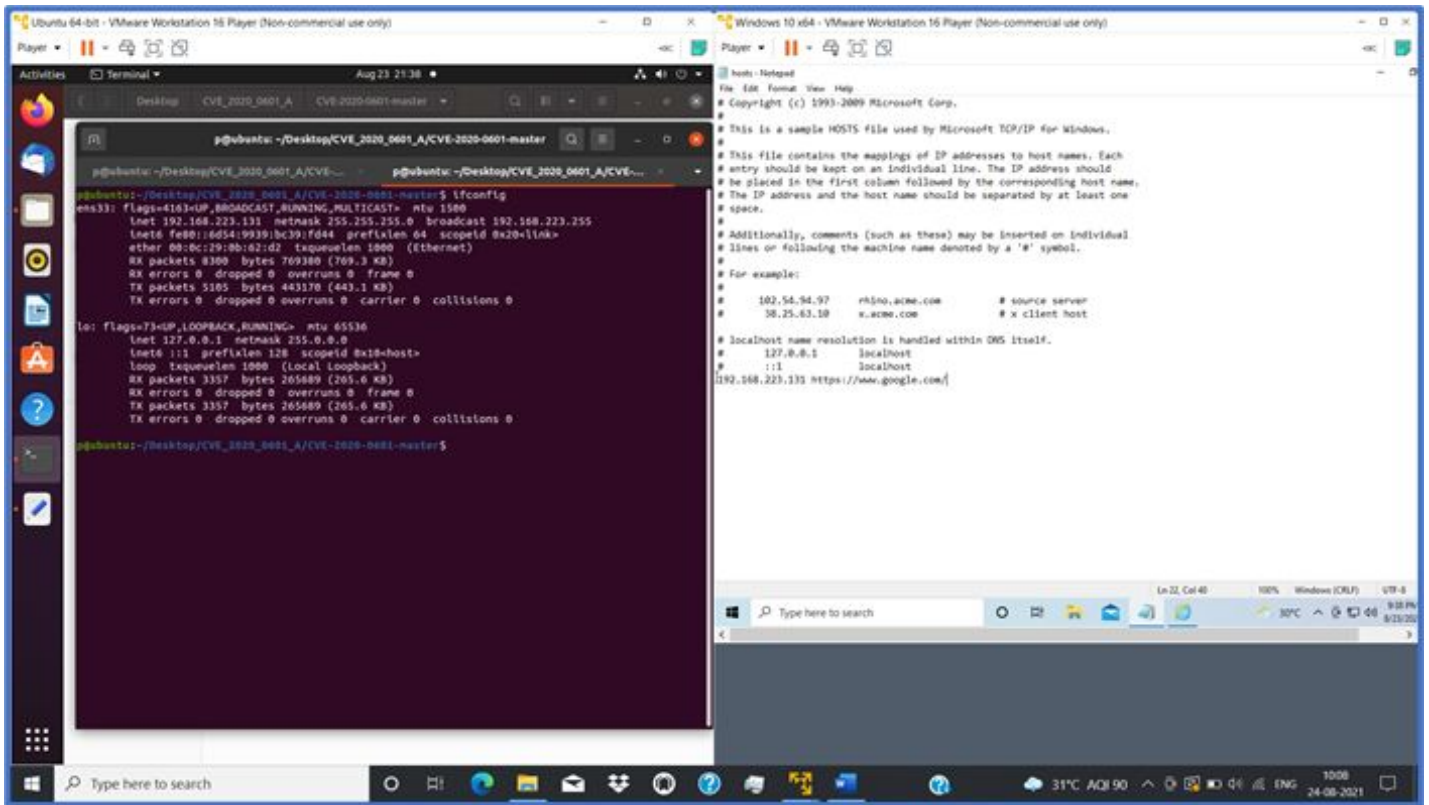 Ubuntu 64-bit - VMware Workstation 16 Player (Non-commercial use only)
Player
Activities
Terminal
Aug 23 21:38
Desktop
CVE_2020_0601_A
CVE-2020-0601-master
p@ubuntu: ~/Desktop/CVE_2020_0601_A/CVE-2020-0601-master
p@ubuntu: ~/Desktop/CVE_2020_0601_A/CVE-...
p@ubuntu: ~/Desktop/CVE_2020_0601_A/CVE-...
p@ubuntu:~/Desktop/CVE_2020_0601_A/CVE-2020-0601-master$ ifconfig
ens33: flags=4163<UP,BROADCAST,RUNNING,MULTICAST> mtu 1500
inet 192.168.223.131 netmask 255.255.255.0 broadcast 192.168.223.255
inet6 fe80::6d54:9939:bc39:fd44 prefixlen 64 scopeid 0x20<link>
ether 00:0c:29:0b:62:d2 txqueuelen 1000 (Ethernet)
RX packets 8300 bytes 769380 (769.3 KB)
RX errors 0 dropped 0 overruns 0 frame 0
TX packets 5105 bytes 443170 (443.1 KB)
TX errors 0 dropped 0 overruns 0 carrier 0 collisions 0
lo: flags=73<UP,LOOPBACK,RUNNING> mtu 65536
inet 127.0.0.1 netmask 255.0.0.0
inet6 ::1 prefixlen 128 scopeid 0x10<host>
loop txqueuelen 1000 (Local Loopback)
RX packets 3357 bytes 265689 (265.6 KB)
RX errors 0 dropped 0 overruns 0 frame 0
TX packets 3357 bytes 265689 (265.6 KB)
TX errors 0 dropped 0 overruns 0 carrier 0 collisions 0
p@ubuntu:~/Desktop/CVE_2020_0601_A/CVE-2020-0601-master$
Windows 10 x64 - VMware Workstation 16 Player (Non-commercial use only)
Player
hosts - Notepad
File Edit Format View Help
# Copyright (c) 1993-2009 Microsoft Corp.
#
# This is a sample HOSTS file used by Microsoft TCP/IP for Windows.
#
# This file contains the mappings of IP addresses to host names. Each
# entry should be kept on an individual line. The IP address should
# be placed in the first column followed by the corresponding host name.
# The IP address and the host name should be separated by at least one
# space.
#
# Additionally, comments (such as these) may be inserted on individual
# lines or following the machine name denoted by a '#' symbol.
#
# For example:
#
# 102.54.94.97 rhino.acme.com # source server
# 38.25.63.10 x.acme.com # x client host
# localhost name resolution is handled within DNS itself.
# 127.0.0.1 localhost
# ::1 localhost
192.168.223.131 https://www.google.com/
Ln 22, Col 40 100% Windows (CRLF) UTF-8
Type here to search
30°C
9:38 PM
8/23/202
Type here to search
31°C AQI 90
ENG
10:08
24-08-2021